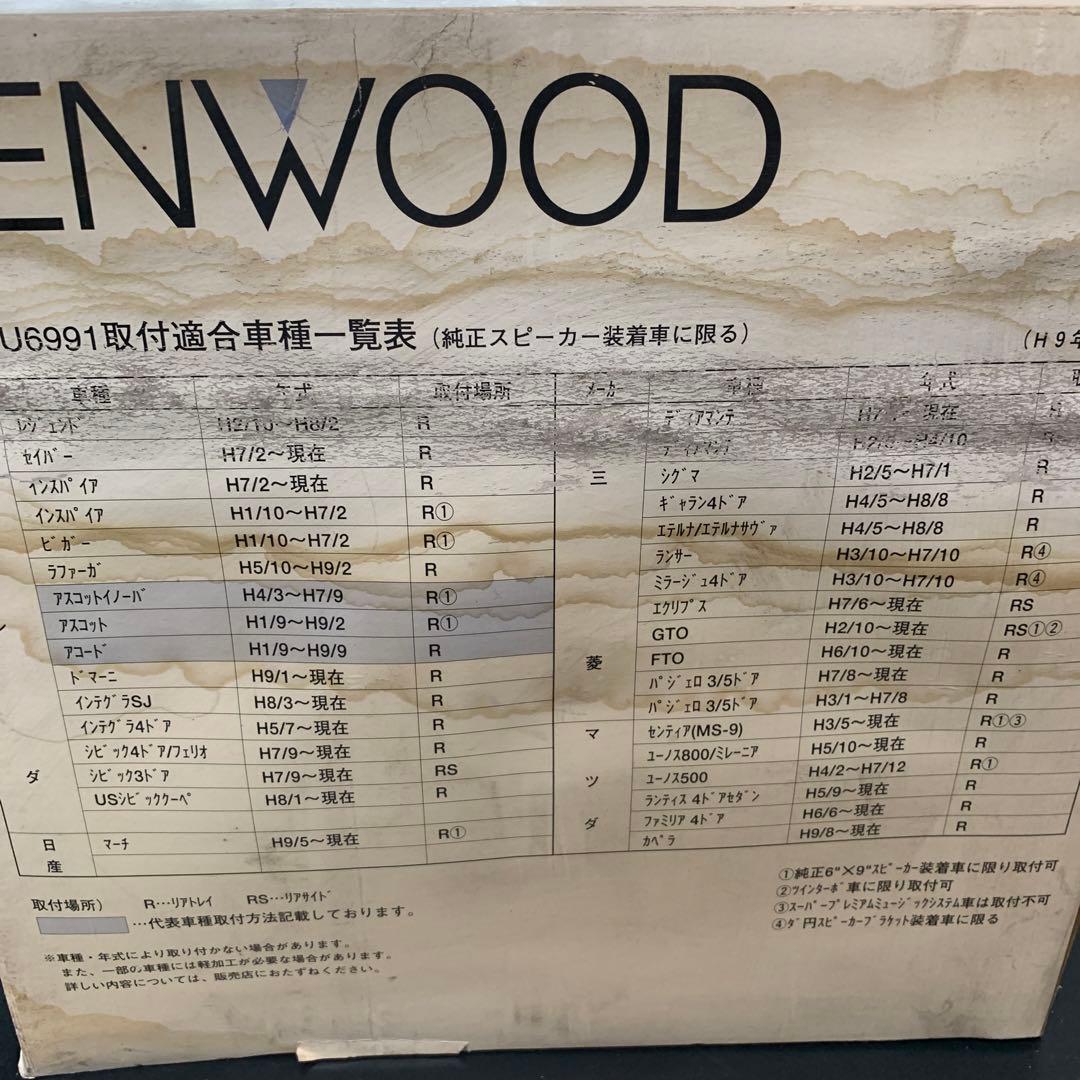 ENWOOD
U6991取付適合車種一覧表(純正スピーカー装着車に限る)
(H9年
車種 年式 取付場所
レジェンド H2/10～H8/2 R
セイバー H7/2～現在 R
インスパイア H7/2～現在 R
インスパイア H1/10～H7/2 R①
ビガー H1/10～H7/2 R①
ラファーガ H5/10～H9/2 R
アスコットイノーバ H4/3～H7/9 R①
アスコット H1/9～H9/2 R①
アコード H1/9～H9/9 R
ドマーニ H9/1～現在 R
インテグラSJ H8/3～現在 R
インテグラ4ドア H5/7～現在 R
シビック4ドア/フェリオ H7/9～現在 R
ダ シビック3ドア H7/9～現在 RS
USシビッククーペ H8/1～現在 R
日産 マーチ H9/5～現在 R①
メーカー 車種 年式
三菱
ディアマンテ 現在
ディアマンテ
シグマ H2/5～H7/1 R
ギャラン4ドア H4/5～H8/8 R
エテルナ/エテルナサヴァ H4/5～H8/8 R
ランサー H3/10～H7/10 R④
ミラージュ4ドア H3/10～H7/10 R④
エクリプス H7/6～現在 RS
GTO H2/10～現在 RS①②
FTO H6/10～現在 R
パジェロ 3/5ドア H7/8～現在 R
パジェロ 3/5ドア H3/1～H7/8 R
マツダ
センティア(MS-9) H3/5～現在 R①③
ユーノス800/ミレーニア H5/10～現在 R
ユーノス500 H4/2～H7/12 R①
ランティス 4ドアセダン H5/9～現在 R
ファミリア 4ドア H6/6～現在 R
カペラ H9/8～現在 R
①純正6"×9"スピーカー装着車に限り取付可
②ツインターボ車に限り取付可
③スーパープレミアムミュージックシステム車は取付不可
④ダ円スピーカーブラケット装着車に限る
取付場所) R…リアトレイ RS…リアサイド
…代表車種取付方法記載しております。
※車種・年式により取り付かない場合があります。
また、一部の車種には軽加工が必要な場合があります。
詳しい内容については、販売店におたずねください。